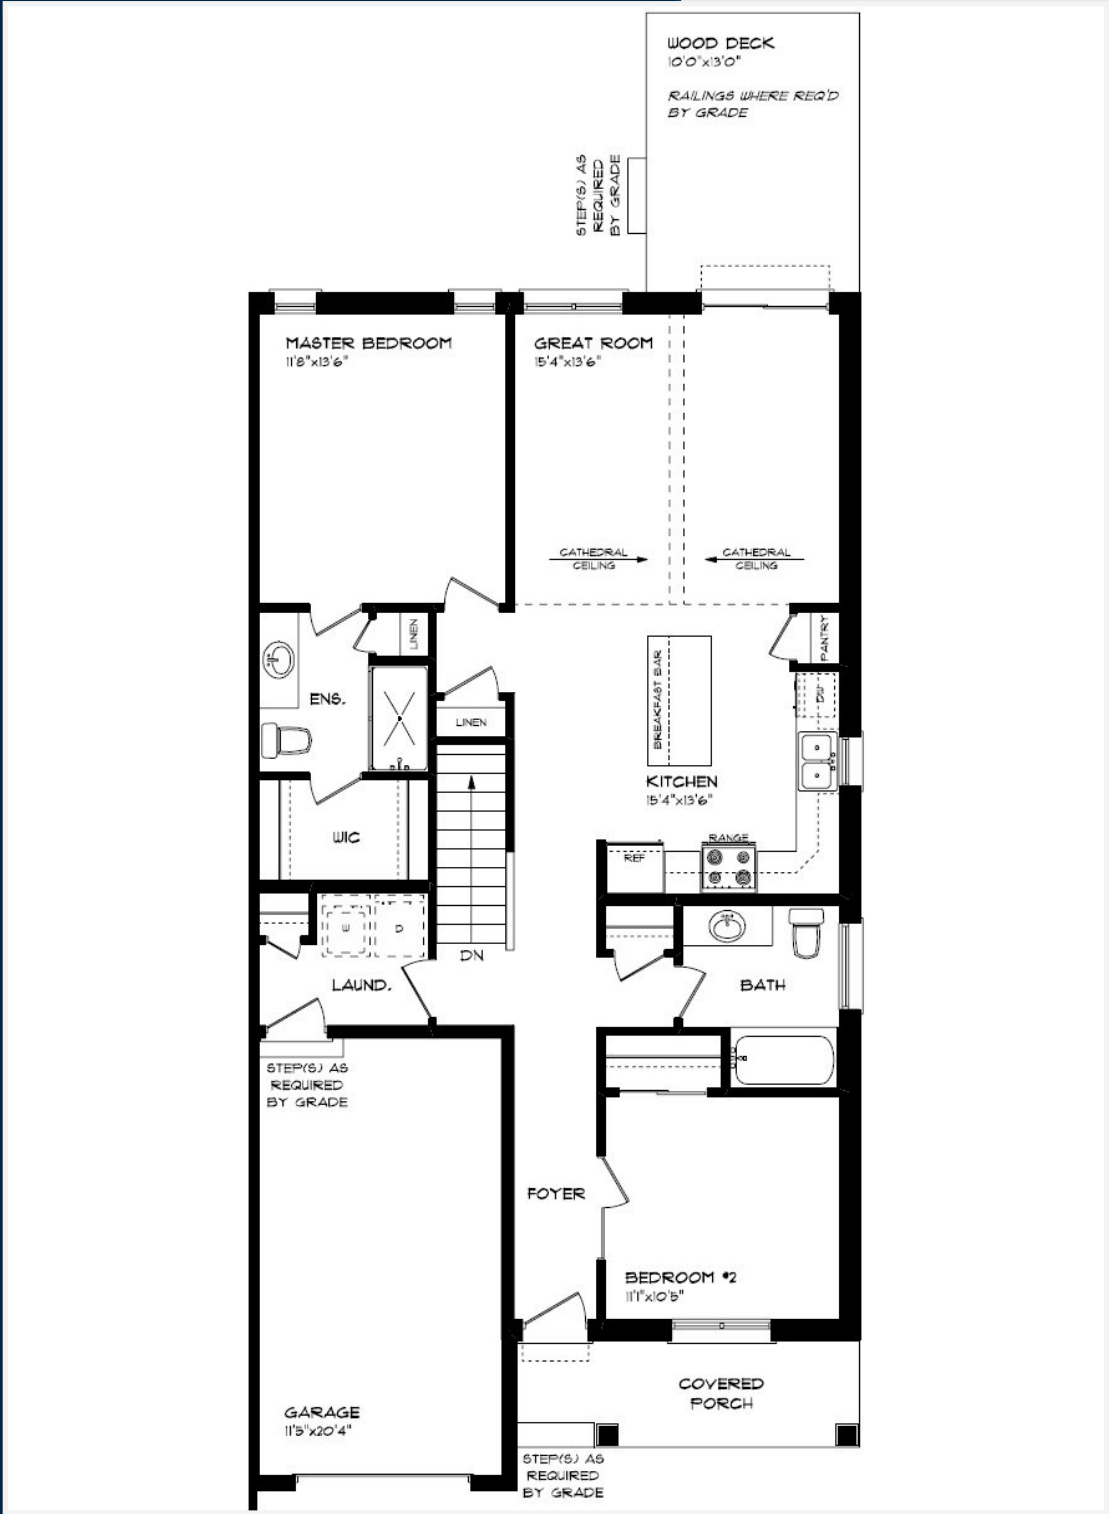 WOOD DECK
10'0"x13'0"
RAILINGS WHERE REQ'D
BY GRADE
STEP(S) AS
REQUIRED
BY GRADE
MASTER BEDROOM
11'8"x13'6"
GREAT ROOM
15'4"x13'6"
CATHEDRAL
CEILING
CATHEDRAL
CEILING
LINEN
PANTRY
ENS.
LINEN
BREAKFAST BAR
DW
KITCHEN
15'4"x13'6"
WIC
RANGE
REF
W
D
DN
LAUND.
BATH
STEP(S) AS
REQUIRED
BY GRADE
FOYER
BEDROOM #2
11'1"x10'5"
COVERED
PORCH
GARAGE
11'5"x20'4"
STEP(S) AS
REQUIRED
BY GRADE